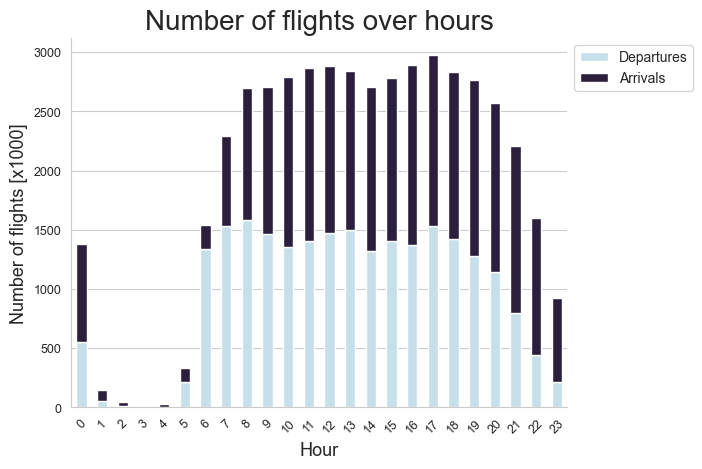 Number of flights over hours
Number of flights [x1000]
3000
2500
2000
1500
1000
500
0
0 1 2 3 4 5 6 7 8 9 10 11 12 13 14 15 16 17 18 19 20 21 22 23
Hour
Departures
Arrivals